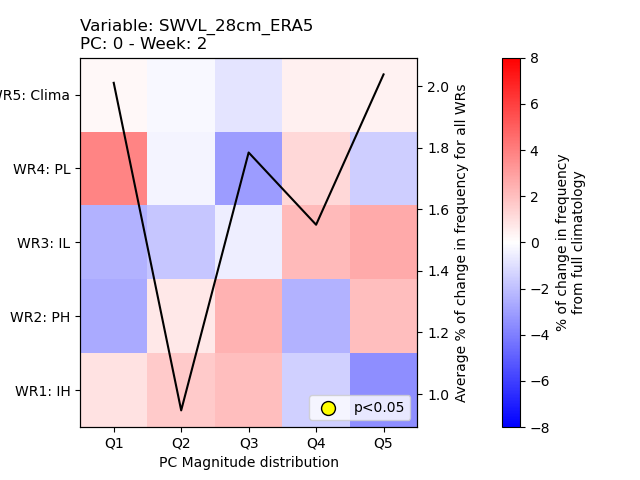 Variable: SWVL_28cm_ERA5
PC: 0 - Week: 2
WR5: Clima
WR4: PL
WR3: IL
WR2: PH
WR1: IH
Q1 Q2 Q3 Q4 Q5
PC Magnitude distribution
p<0.05
2.0
1.8
1.6
1.4
1.2
1.0
Average % of change in frequency for all WRs
8
6
4
2
0
−2
−4
−6
−8
% of change in frequency
from full climatology